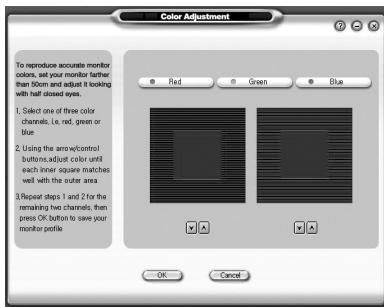 Color Adjustment
To reproduce accurate monitor
colors, set your monitor farther
than 50cm and adjust it looking
with half closed eyes.
1, Select one of three color
channels, i.e, red, green or
blue
2, Using the arrow/control
buttons,adjust color until
each inner square matches
well with the outer area
3,Repeat steps 1 and 2 for the
remaining two channels, then
press OK button to save your
monitor profile
Red
Green
Blue
OK
Cancel